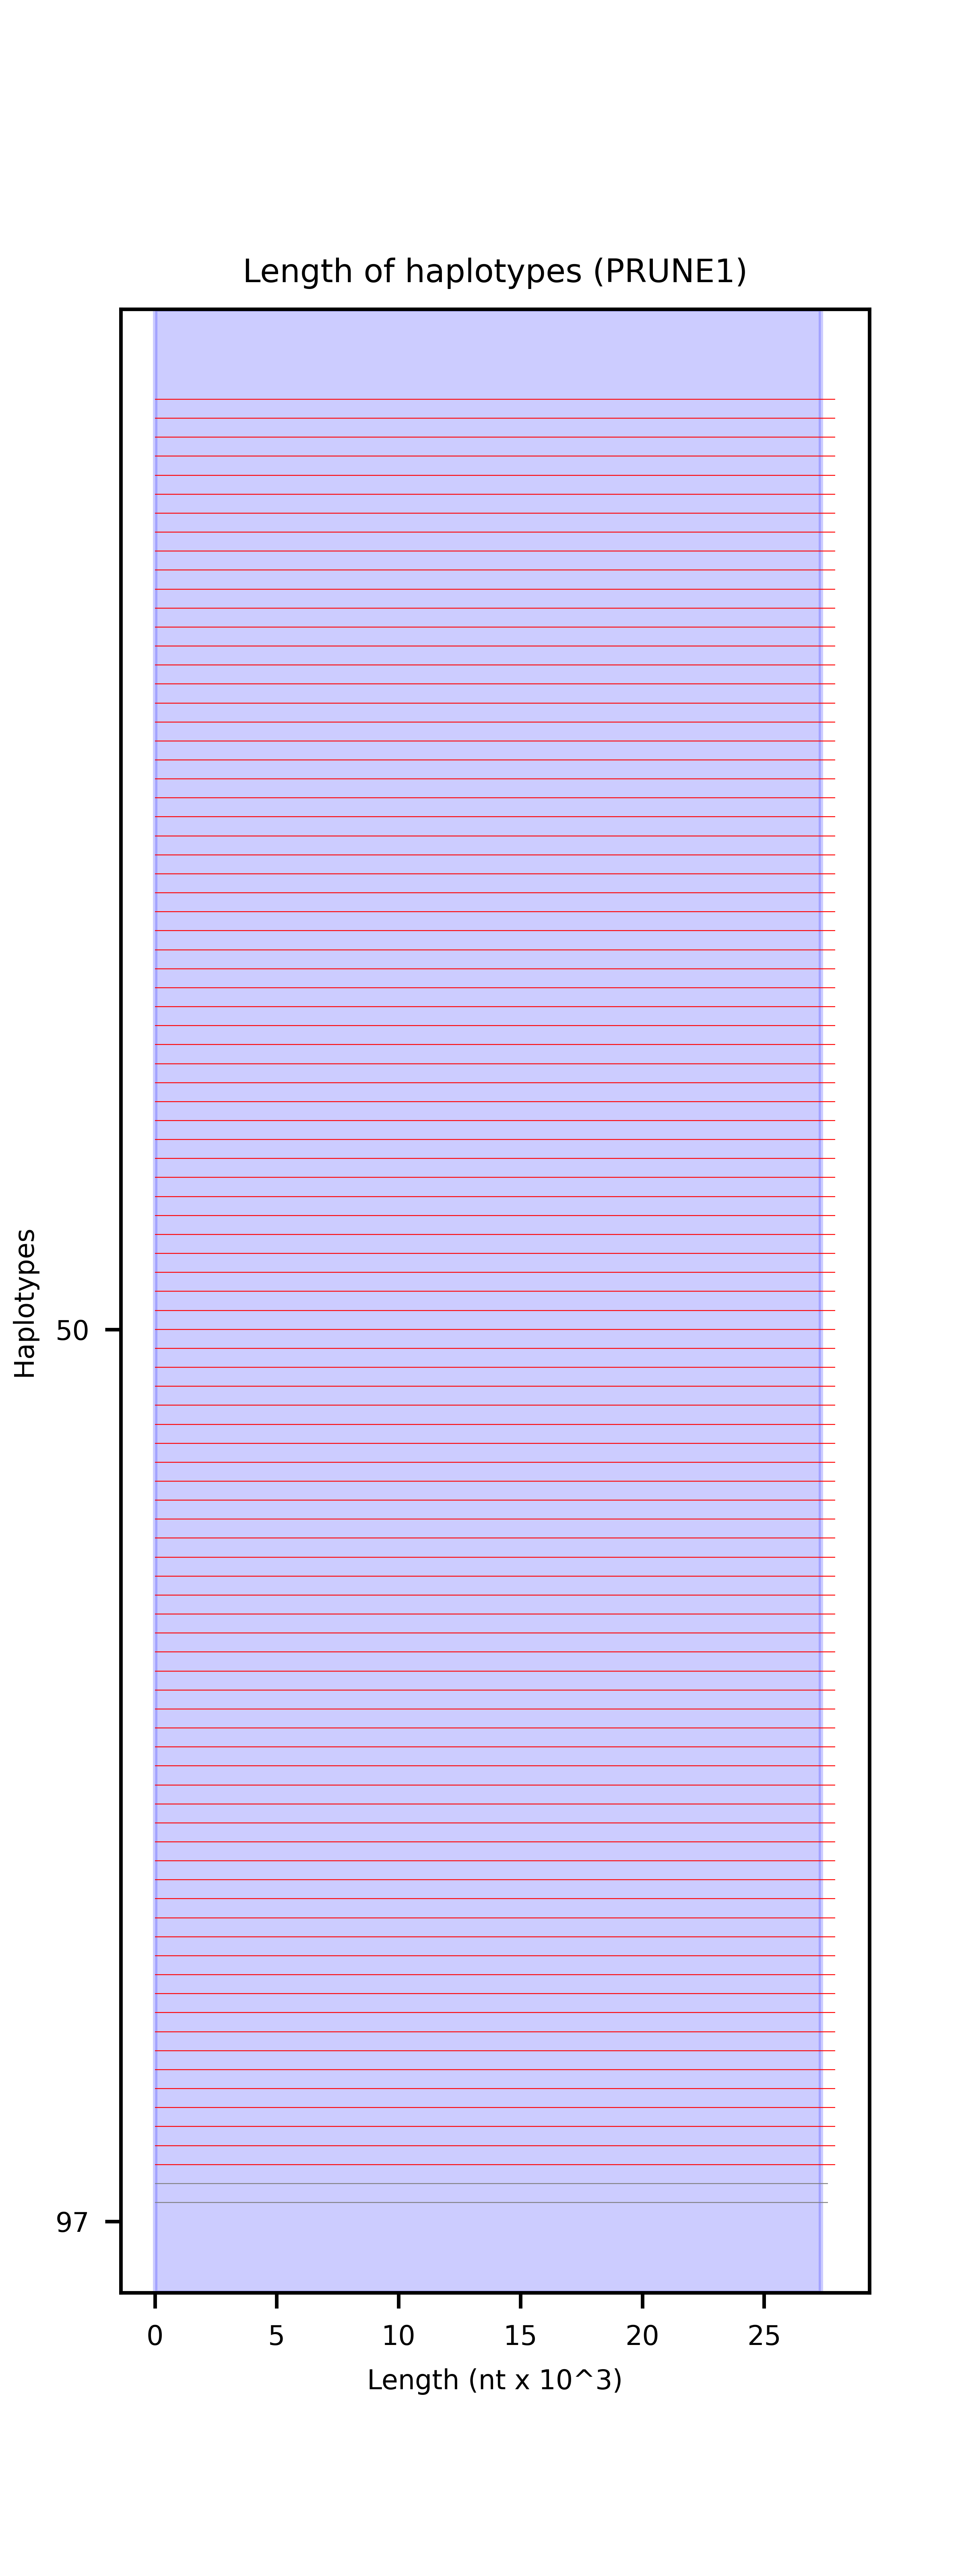 Length of haplotypes (PRUNE1)
Haplotypes
50
97
0 5 10 15 20 25
Length (nt x 10^3)